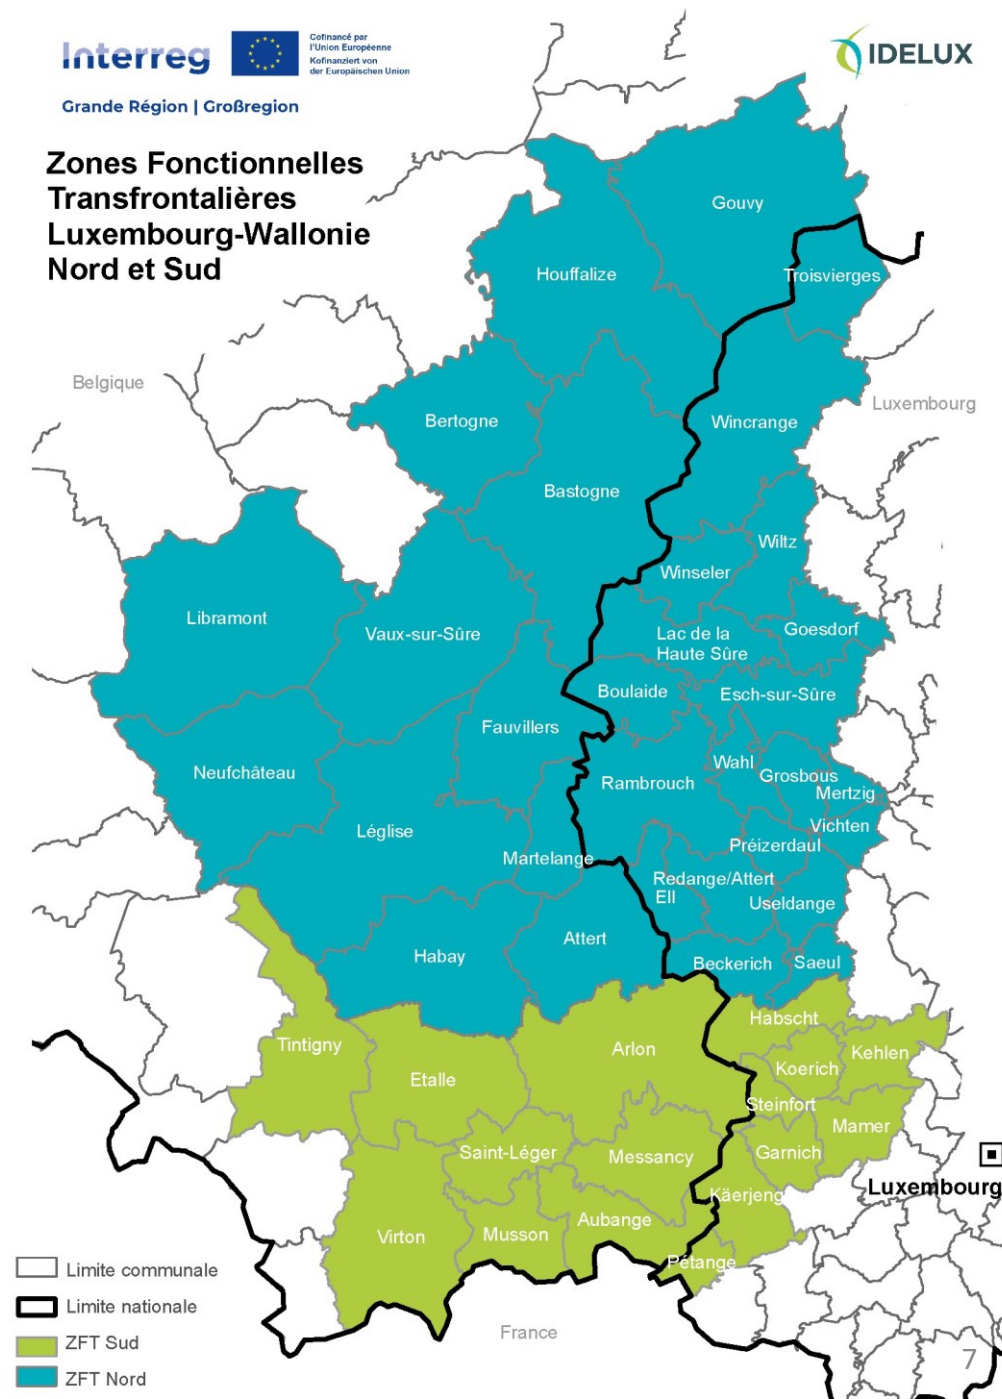 Interreg
Cofinancé par
l'Union Européenne
Kofinanziert von
der Europäischen Union
IDELUX
Grande Région | Großregion
Zones Fonctionnelles
Transfrontalières
Luxembourg-Wallonie
Nord et Sud
Gouvy
Houffalize
Troisvierges
Belgique
Luxembourg
Bertogne
Wincrange
Bastogne
Wiltz
Winseler
Libramont
Vaux-sur-Sûre
Lac de la
Haute Sûre
Goesdorf
Boulaide
Esch-sur-Sûre
Fauvillers
Neufchâteau
Rambrouch
Wahl
Grosbous
Mertzig
Léglise
Vichten
Préizerdaul
Martelange
Redange/Attert
Ell
Useldange
Habay
Attert
Beckerich
Saeul
Habscht
Tintigny
Arlon
Etalle
Koerich
Kehlen
Steinfort
Mamer
Saint-Léger
Messancy
Garnich
Luxembourg
Käerjeng
Virton
Musson
Aubange
Pétange
Limite communale
Limite nationale
ZFT Sud
ZFT Nord
France
7